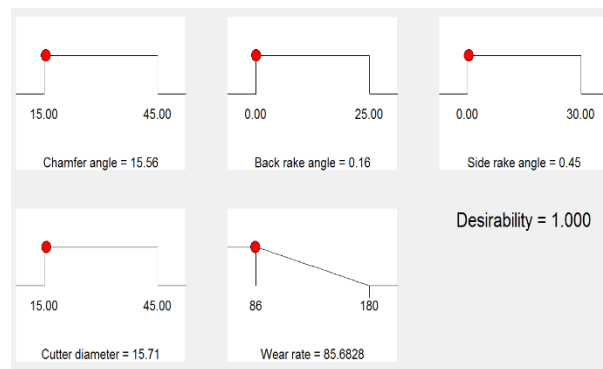 15.00 45.00
Chamfer angle = 15.56
0.00 25.00
Back rake angle = 0.16
0.00 30.00
Side rake angle = 0.45
15.00 45.00
Cutter diameter = 15.71
86 180
Wear rate = 85.6828
Desirability = 1.000